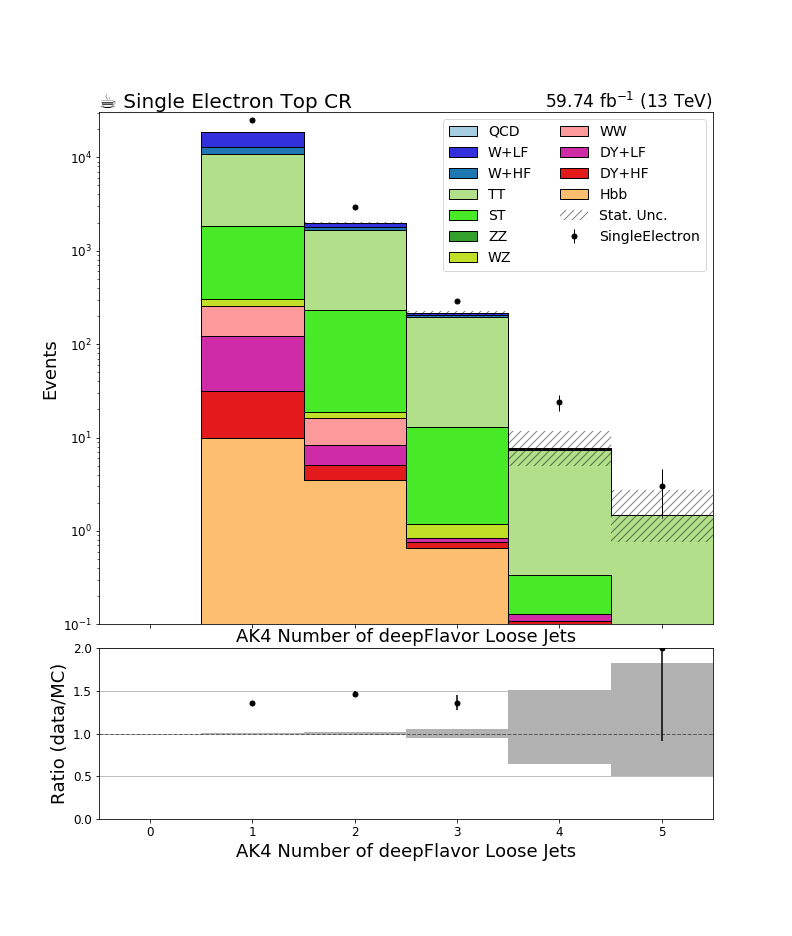 ☕ Single Electron Top CR
59.74 fb⁻¹ (13 TeV)
QCD
W+LF
W+HF
TT
ST
ZZ
WZ
WW
DY+LF
DY+HF
Hbb
Stat. Unc.
SingleElectron
Events
10⁴
10³
10²
10¹
10⁰
10⁻¹
AK4 Number of deepFlavor Loose Jets
Ratio (data/MC)
2.0
1.5
1.0
0.5
0.0
0 1 2 3 4 5
AK4 Number of deepFlavor Loose Jets